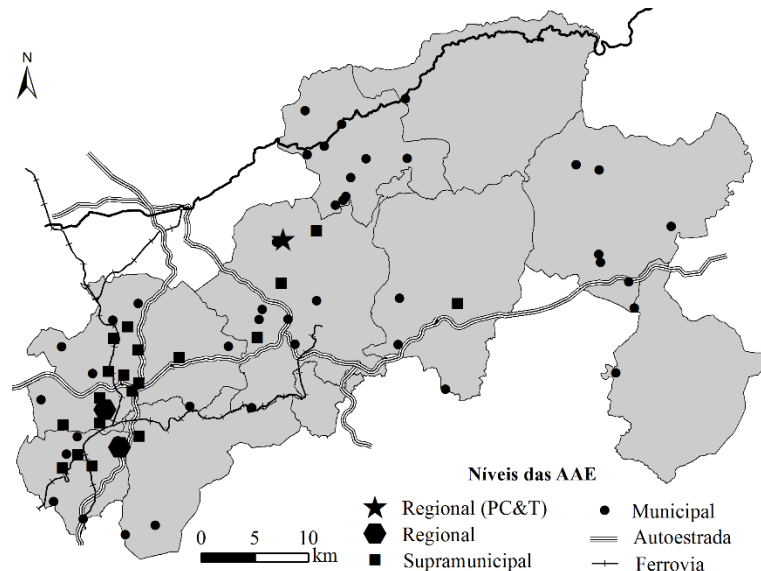 N
Níveis das AAE
Regional (PC&T)
Regional
Supramunicipal
Municipal
Autoestrada
Ferrovia
0 5 10
km